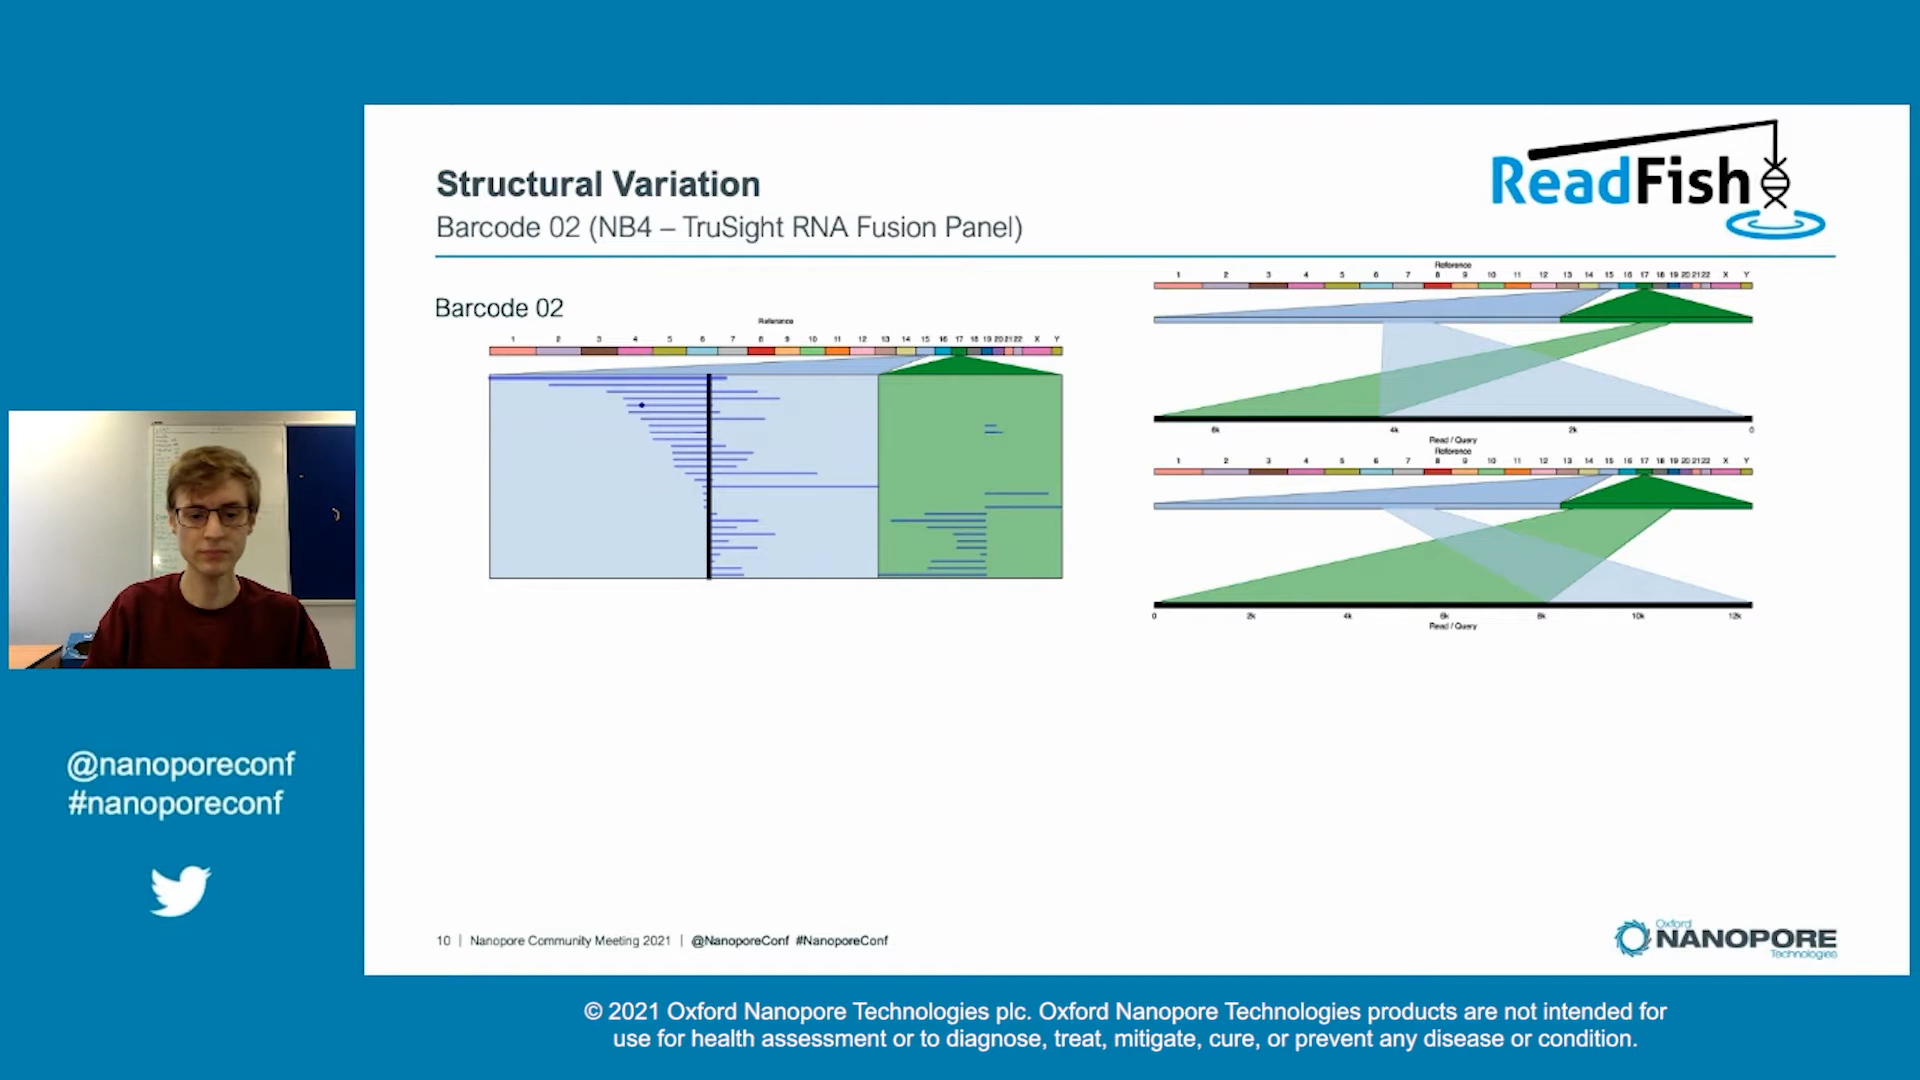 Structural Variation
Barcode 02 (NB4 – TruSight RNA Fusion Panel)
ReadFish
Barcode 02
Reference
1 2 3 4 5 6 7 8 9 10 11 12 13 14 15 16 17 18 19 20 21 22 X Y
Reference
1 2 3 4 5 6 7 8 9 10 11 12 13 14 15 16 17 18 19 20 21 22 X Y
6k 4k 2k 0
Read / Query
Reference
1 2 3 4 5 6 7 8 9 10 11 12 13 14 15 16 17 18 19 20 21 22 X Y
0 2k 4k 6k 8k 10k 12k
Read / Query
@nanoporeconf
#nanoporeconf
10 | Nanopore Community Meeting 2021 | @NanoporeConf #NanoporeConf
Oxford
NANOPORE
Technologies
© 2021 Oxford Nanopore Technologies plc. Oxford Nanopore Technologies products are not intended for
use for health assessment or to diagnose, treat, mitigate, cure, or prevent any disease or condition.